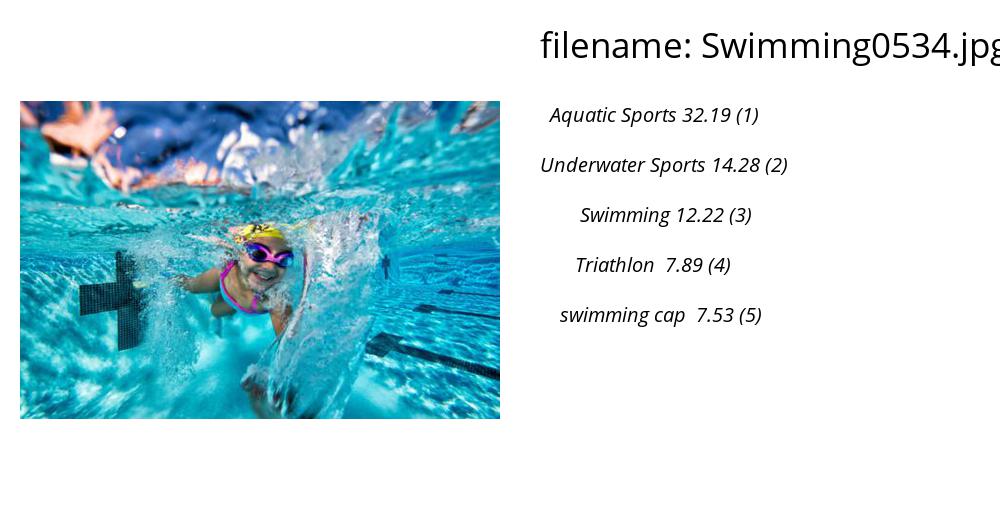 filename: Swimming0534.jpg
Aquatic Sports 32.19 (1)
Underwater Sports 14.28 (2)
Swimming 12.22 (3)
Triathlon 7.89 (4)
swimming cap 7.53 (5)